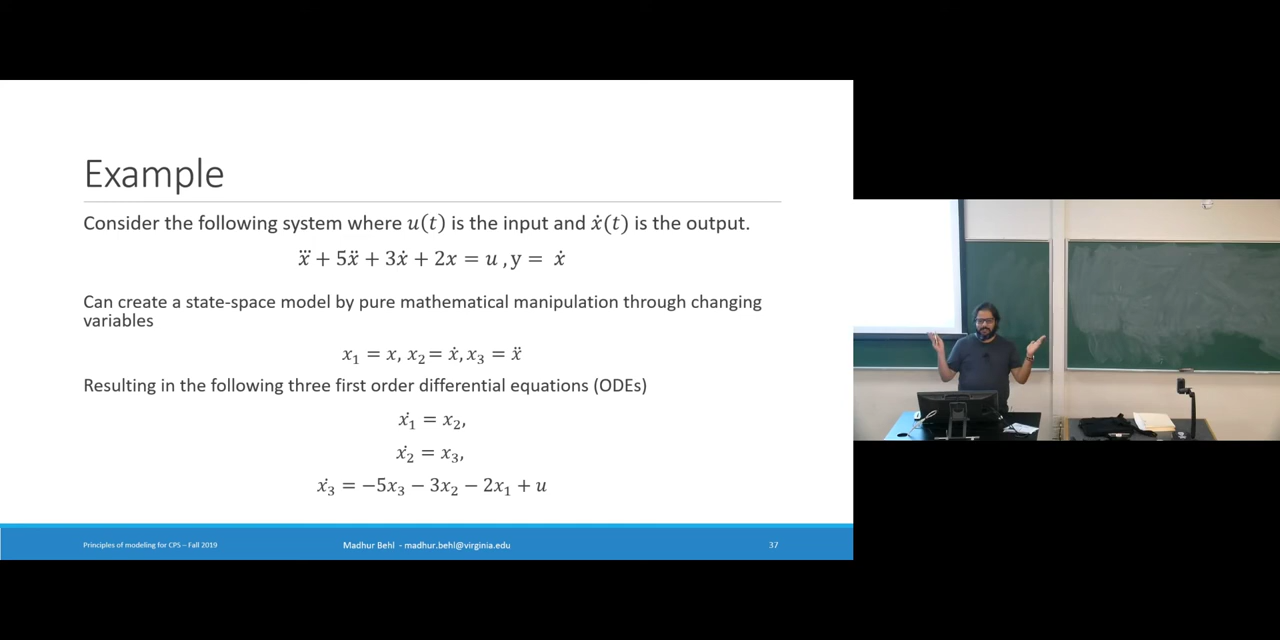 Example
Consider the following system where u(t) is the input and ẋ(t) is the output.
x⃛ + 5ẍ + 3ẋ + 2x = u , y = ẋ
Can create a state-space model by pure mathematical manipulation through changing
variables
x₁ = x, x₂ = ẋ, x₃ = ẍ
Resulting in the following three first order differential equations (ODEs)
ẋ₁ = x₂,
ẋ₂ = x₃,
ẋ₃ = −5x₃ − 3x₂ − 2x₁ + u
Principles of modeling for CPS – Fall 2019
Madhur Behl - madhur.behl@virginia.edu
37